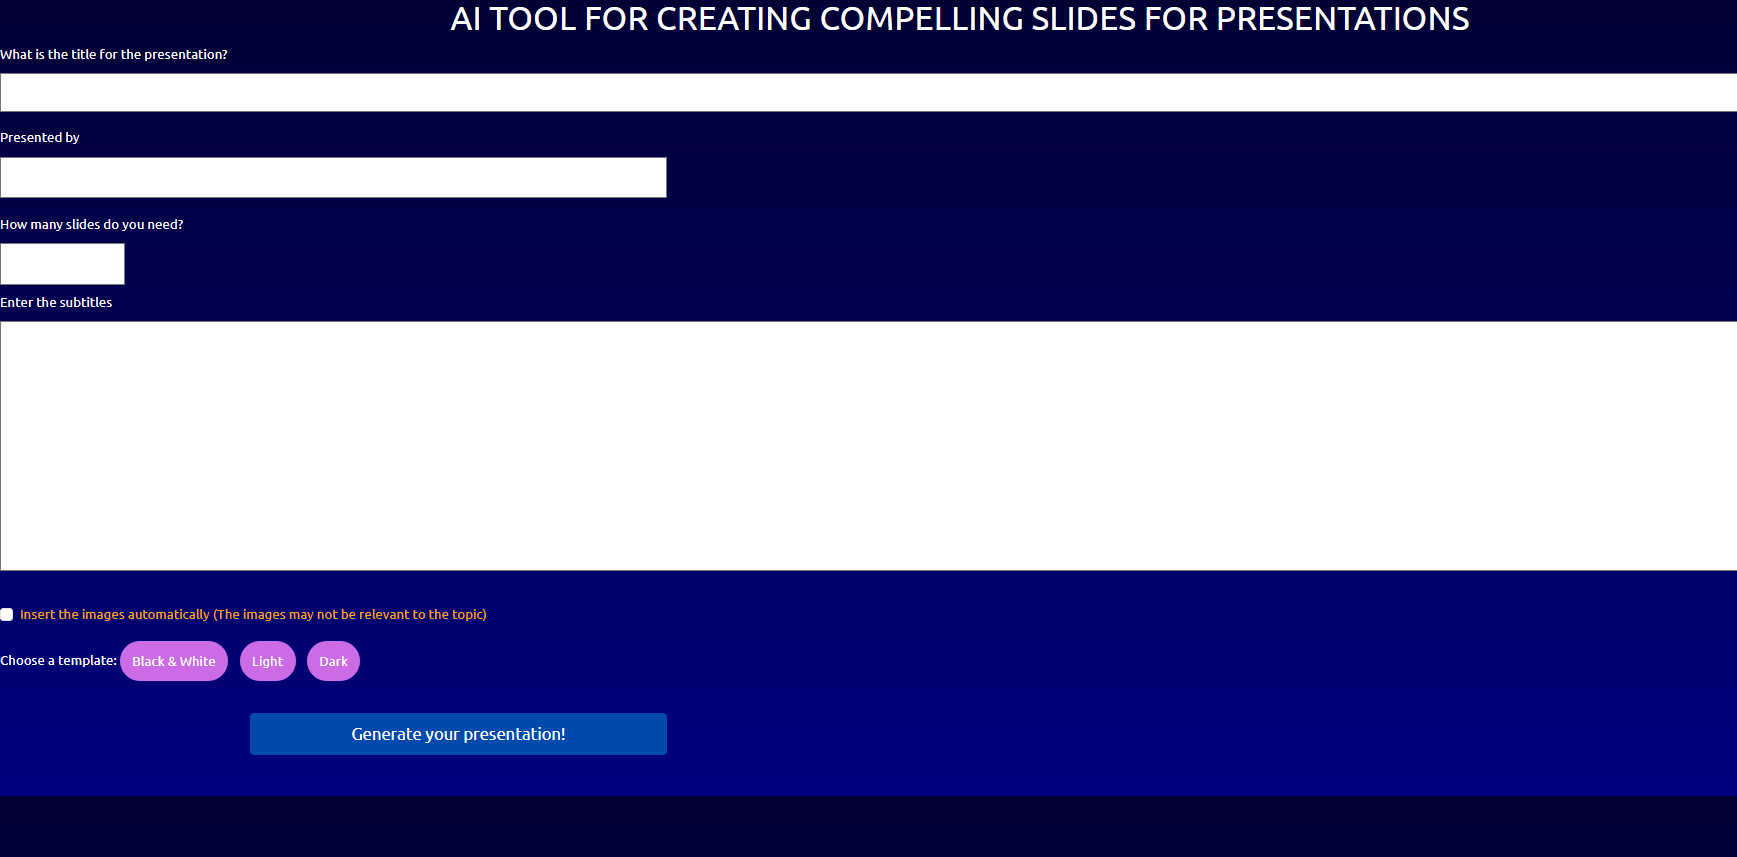 AI TOOL FOR CREATING COMPELLING SLIDES FOR PRESENTATIONS
What is the title for the presentation?
Presented by
How many slides do you need?
Enter the subtitles
Insert the images automatically (The images may not be relevant to the topic)
Choose a template: Black & White Light Dark
Generate your presentation!